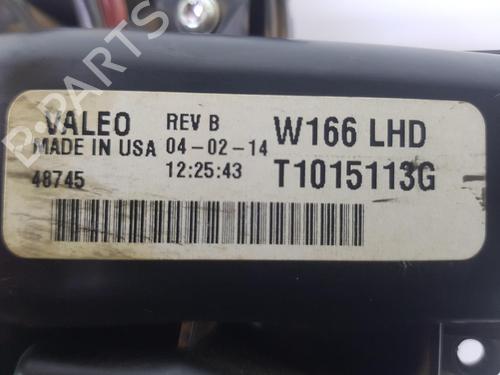 VALEO REV B W166 LHD
MADE IN USA 04-02-14
48745 12:25:43 T1015113G
B-PARTS